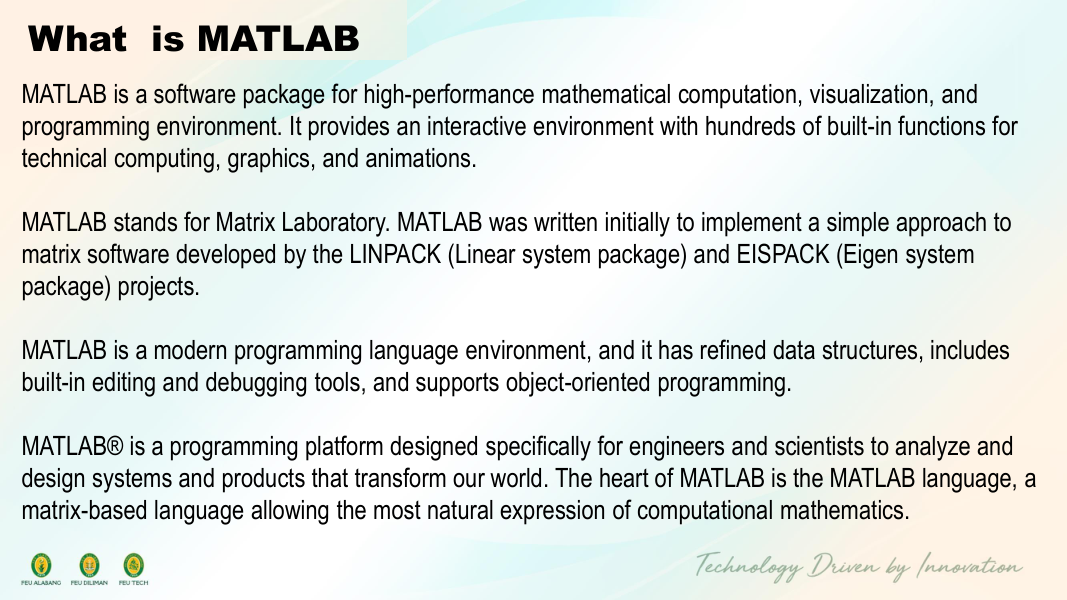 What is MATLAB
MATLAB is a software package for high-performance mathematical computation, visualization, and
programming environment. It provides an interactive environment with hundreds of built-in functions for
technical computing, graphics, and animations.
MATLAB stands for Matrix Laboratory. MATLAB was written initially to implement a simple approach to
matrix software developed by the LINPACK (Linear system package) and EISPACK (Eigen system
package) projects.
MATLAB is a modern programming language environment, and it has refined data structures, includes
built-in editing and debugging tools, and supports object-oriented programming.
MATLAB® is a programming platform designed specifically for engineers and scientists to analyze and
design systems and products that transform our world. The heart of MATLAB is the MATLAB language, a
matrix-based language allowing the most natural expression of computational mathematics.
FEU ALABANG FEU DILIMAN FEU TECH
Technology Driven by Innovation